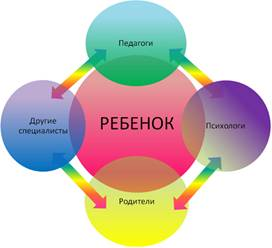 Педагоги
Другие
специалисты
РЕБЕНОК
Психологи
Родители